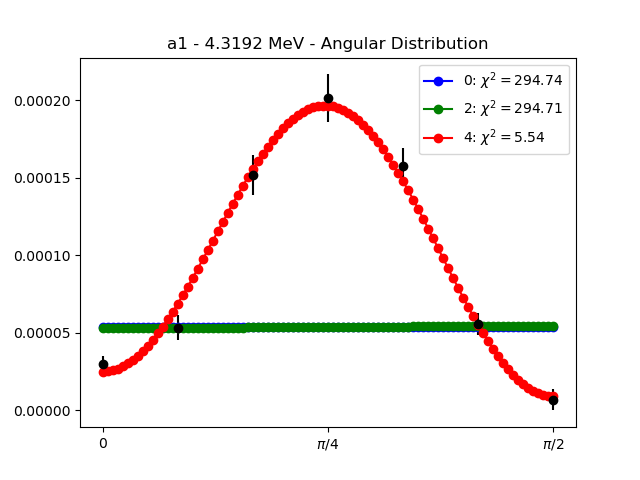 a1 - 4.3192 MeV - Angular Distribution
0: χ² = 294.74
2: χ² = 294.71
4: χ² = 5.54
0.00020
0.00015
0.00010
0.00005
0.00000
0 π/4 π/2